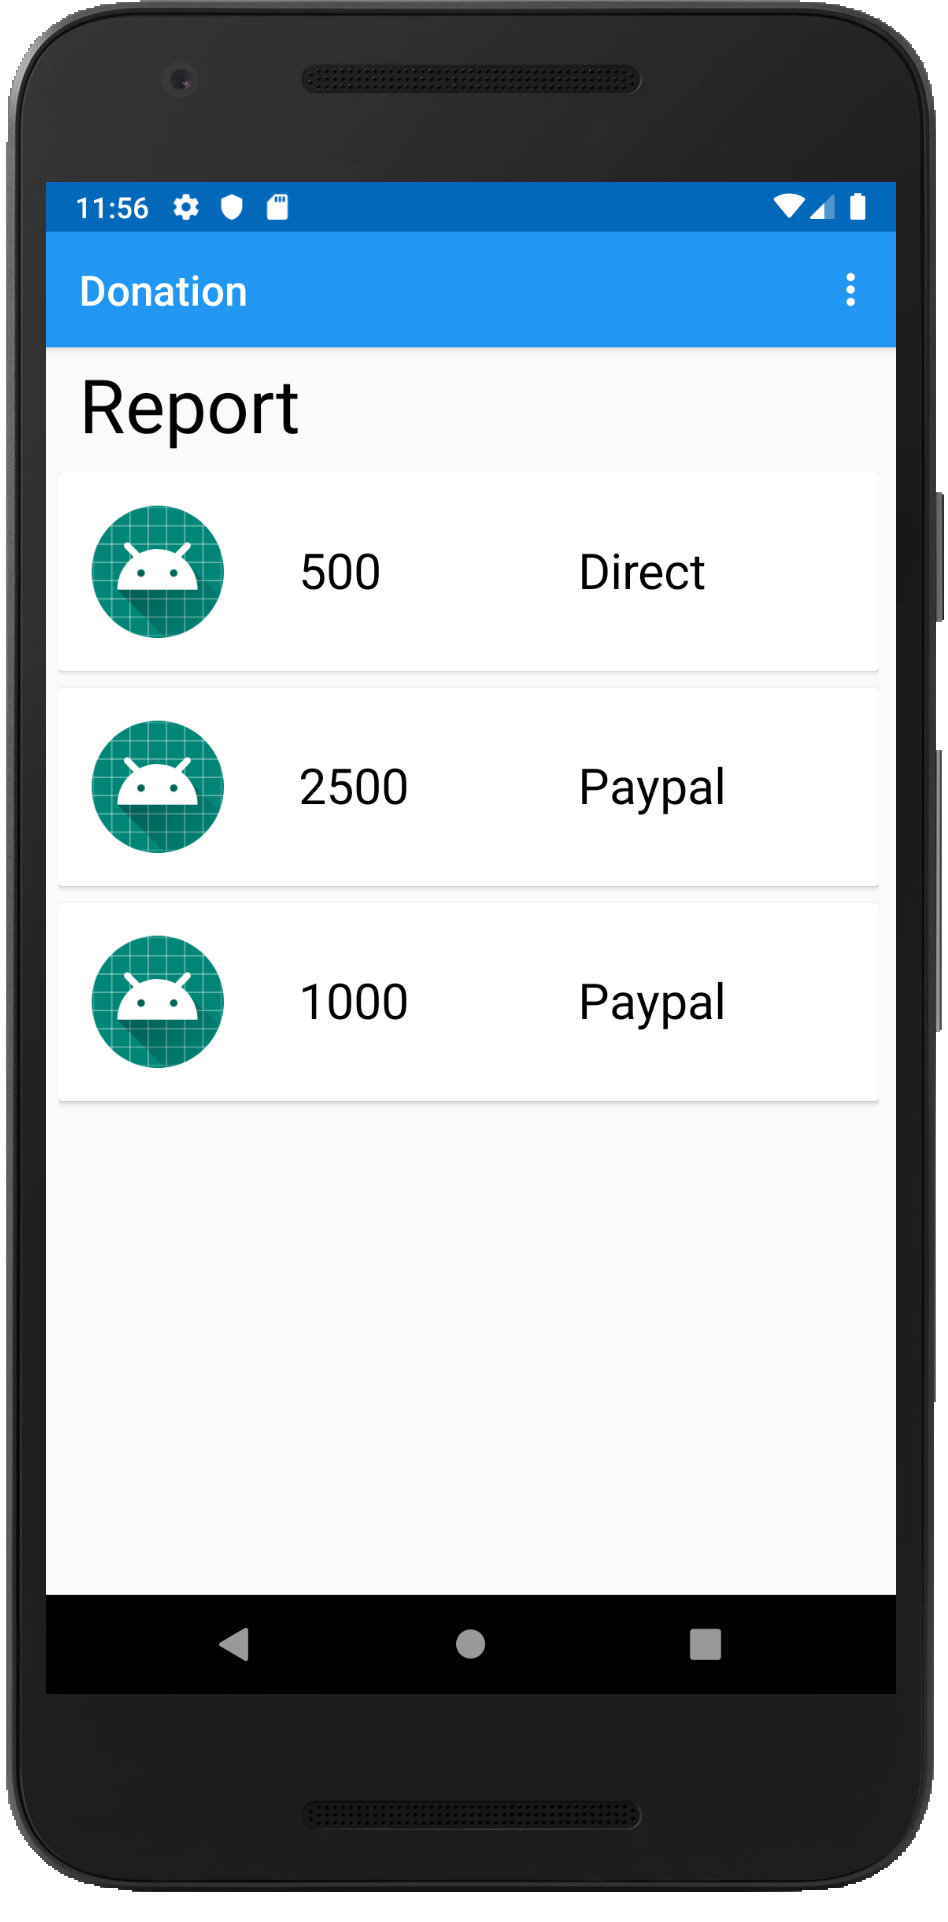 11:56
Donation
Report
500 Direct
2500 Paypal
1000 Paypal